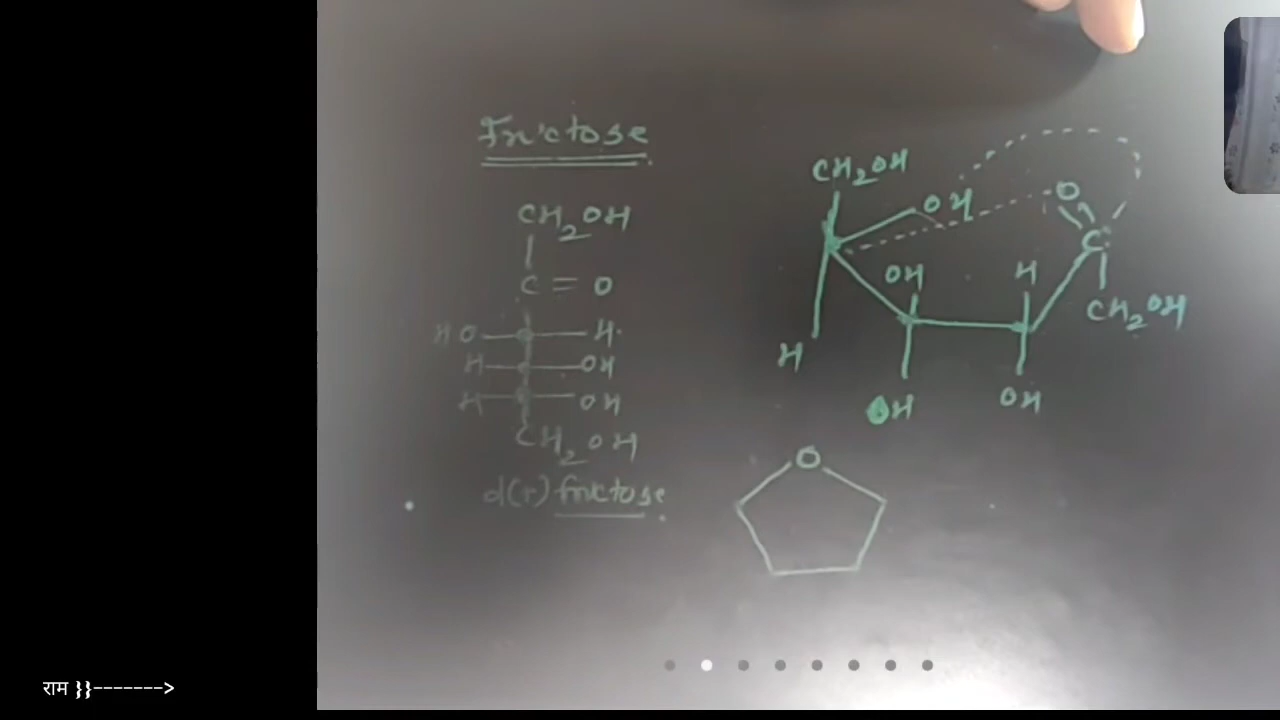 Fructose
CH2OH
C = O
HO H
H OH
H OH
CH2OH
d(r) fructose.
CH2OH
OH
O
C
OH
H
CH2OH
H
OH
OH
O
राम }}------->